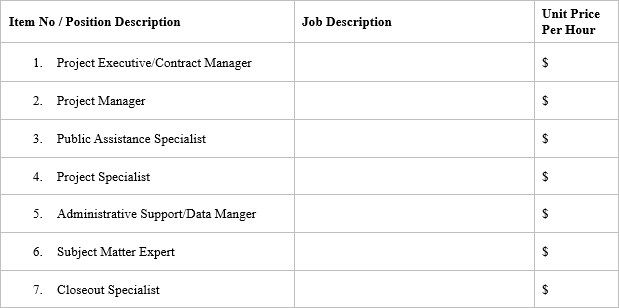 Item No / Position Description Job Description Unit Price Per Hour
1. Project Executive/Contract Manager $
2. Project Manager $
3. Public Assistance Specialist $
4. Project Specialist $
5. Administrative Support/Data Manger $
6. Subject Matter Expert $
7. Closeout Specialist $